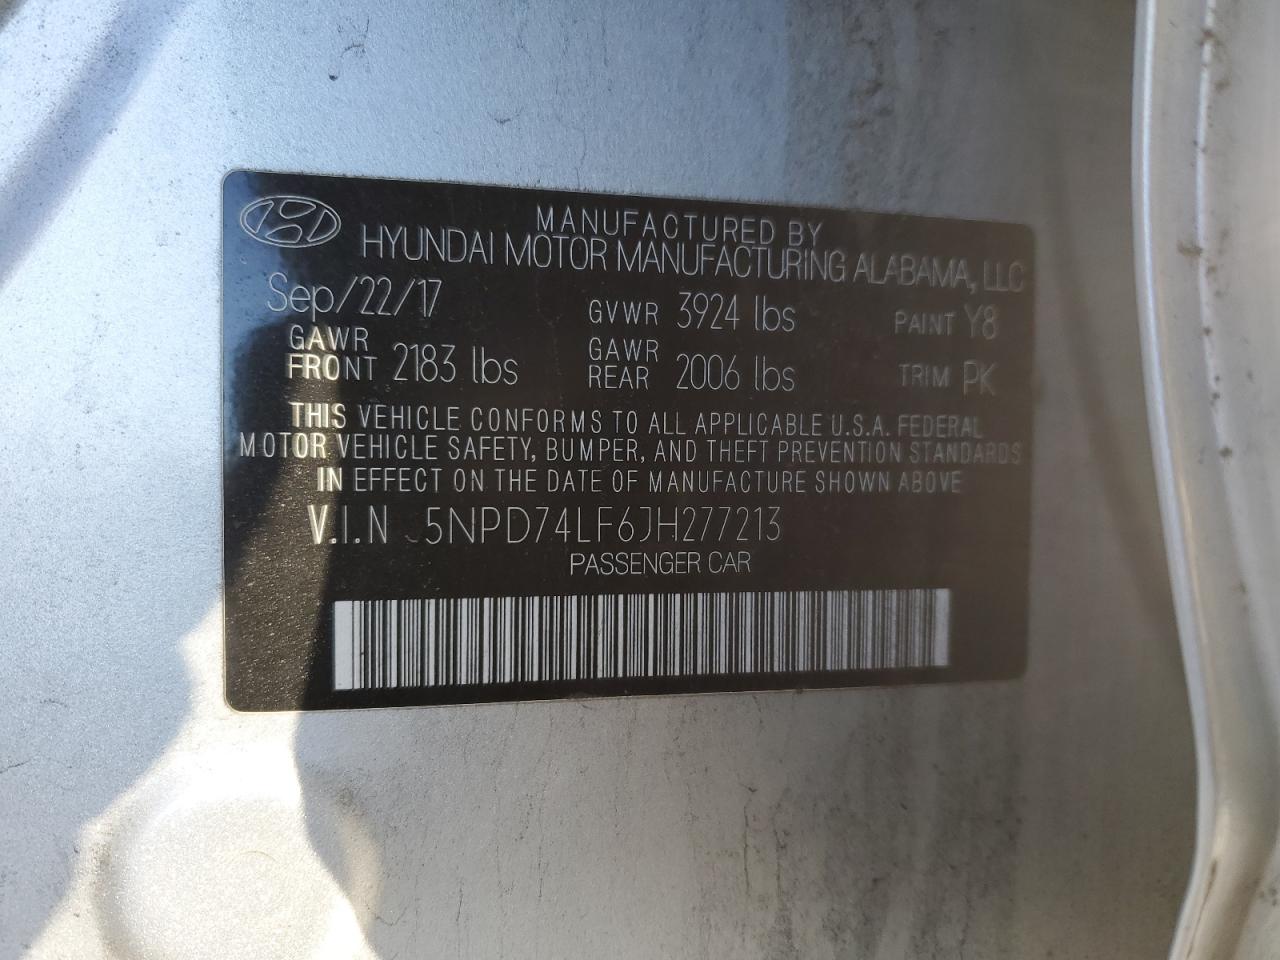 MANUFACTURED BY
HYUNDAI MOTOR MANUFACTURING ALABAMA, LLC
Sep/22/17 GVWR 3924 lbs PAINT Y8
GAWR FRONT 2183 lbs GAWR REAR 2006 lbs TRIM PK
THIS VEHICLE CONFORMS TO ALL APPLICABLE U.S.A. FEDERAL
MOTOR VEHICLE SAFETY, BUMPER, AND THEFT PREVENTION STANDARDS
IN EFFECT ON THE DATE OF MANUFACTURE SHOWN ABOVE
V.I.N 5NPD74LF6JH277213
PASSENGER CAR